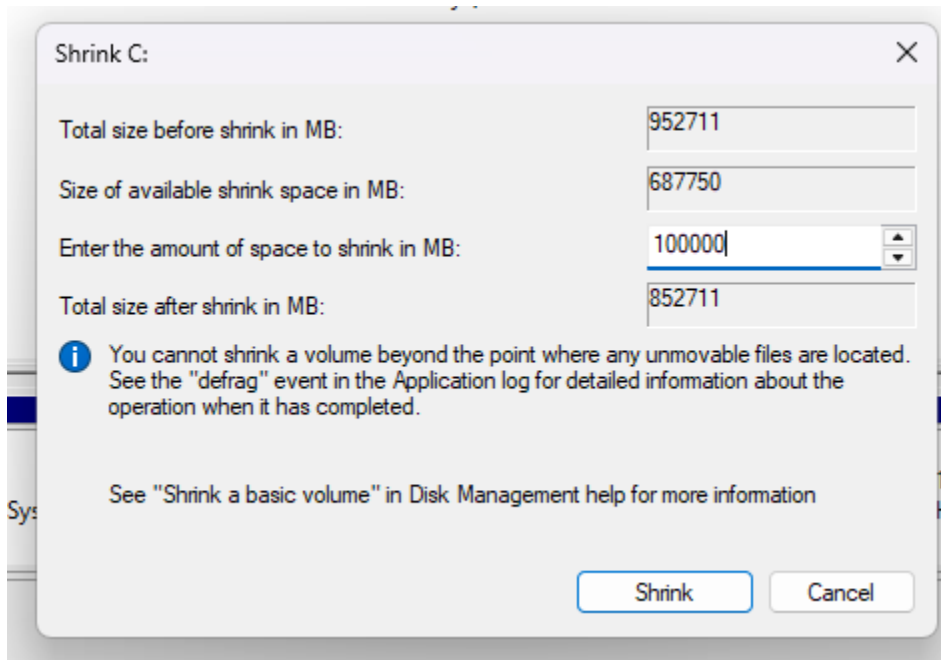 Shrink C:
Total size before shrink in MB: 952711
Size of available shrink space in MB: 687750
Enter the amount of space to shrink in MB: 100000
Total size after shrink in MB: 852711
You cannot shrink a volume beyond the point where any unmovable files are located.
See the "defrag" event in the Application log for detailed information about the
operation when it has completed.
See "Shrink a basic volume" in Disk Management help for more information
Sys
Shrink Cancel